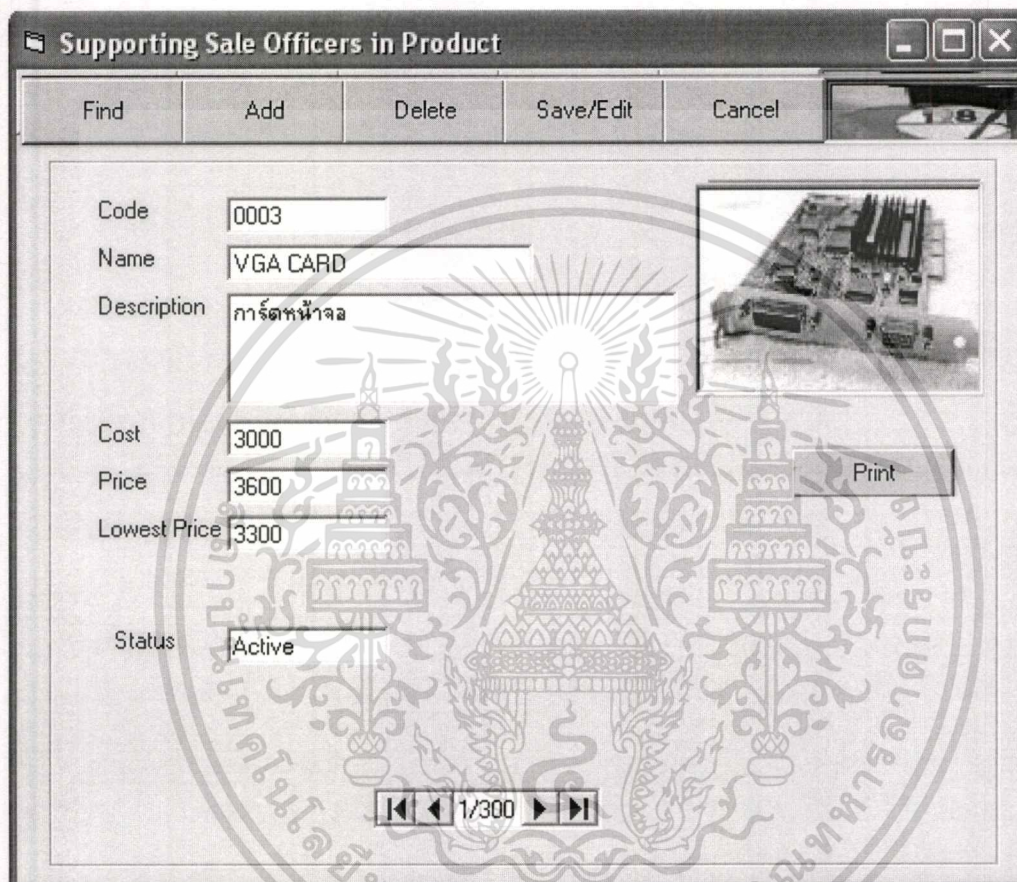 Supporting Sale Officers in Product
Find Add Delete Save/Edit Cancel
Code 0003
Name VGA CARD
Description การ์ดหน้าจอ
Cost 3000
Price 3600
Print
Lowest Price 3300
Status Active
1/300